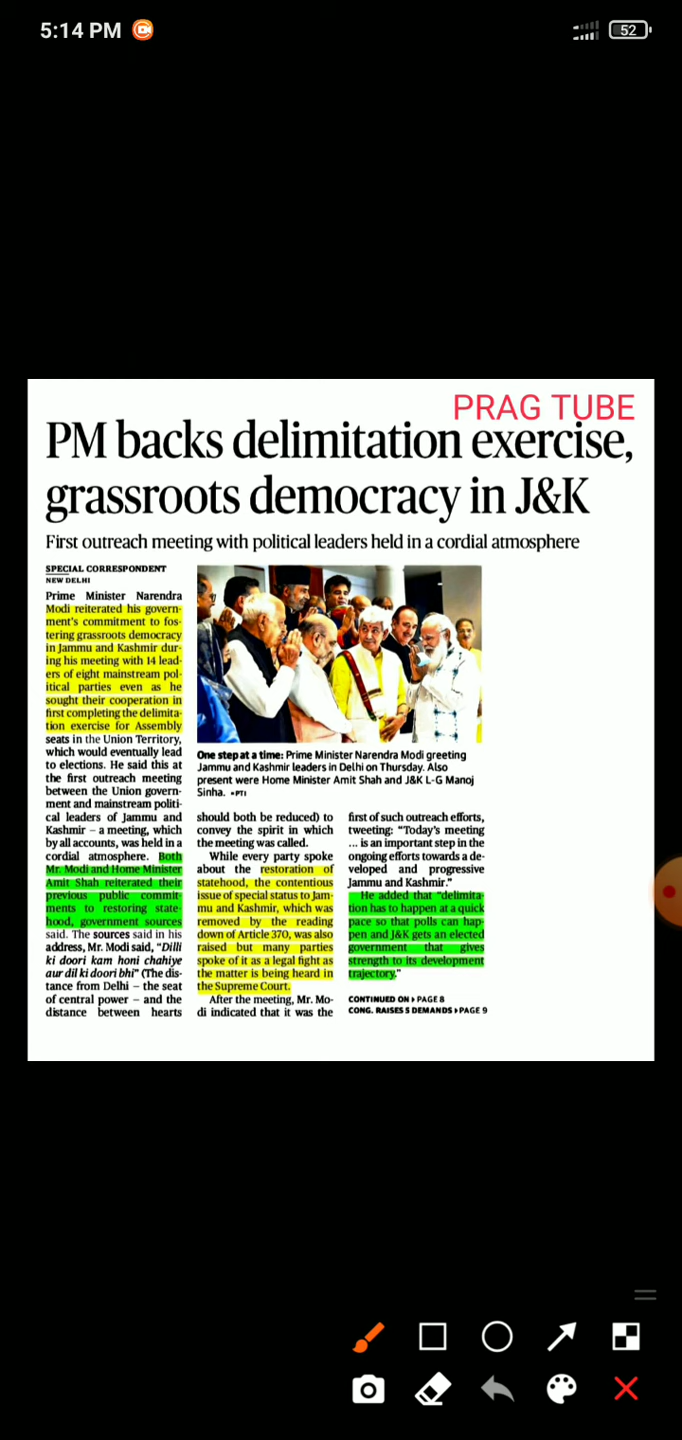 5:14 PM
52
PRAG TUBE
PM backs delimitation exercise,
grassroots democracy in J&K
First outreach meeting with political leaders held in a cordial atmosphere
SPECIAL CORRESPONDENT
NEW DELHI
Prime Minister Narendra
Modi reiterated his govern-
ment's commitment to fos-
tering grassroots democracy
in Jammu and Kashmir dur-
ing his meeting with 14 lead-
ers of eight mainstream pol-
itical parties even as he
sought their cooperation in
first completing the delimita-
tion exercise for Assembly
seats in the Union Territory,
which would eventually lead
to elections. He said this at
the first outreach meeting
between the Union govern-
ment and mainstream politi-
cal leaders of Jammu and
Kashmir – a meeting, which
by all accounts, was held in a
cordial atmosphere. Both
Mr. Modi and Home Minister
Amit Shah reiterated their
previous public commit-
ments to restoring state-
hood, government sources
said. The sources said in his
address, Mr. Modi said, “Dilli
ki doori kam honi chahiye
aur dil ki doori bhi” (The dis-
tance from Delhi – the seat
of central power – and the
distance between hearts
One step at a time: Prime Minister Narendra Modi greeting
Jammu and Kashmir leaders in Delhi on Thursday. Also
present were Home Minister Amit Shah and J&K L-G Manoj
Sinha. •PTI
should both be reduced) to
convey the spirit in which
the meeting was called.
While every party spoke
about the restoration of
statehood, the contentious
issue of special status to Jam-
mu and Kashmir, which was
removed by the reading
down of Article 370, was also
raised but many parties
spoke of it as a legal fight as
the matter is being heard in
the Supreme Court.
After the meeting, Mr. Mo-
di indicated that it was the
first of such outreach efforts,
tweeting: “Today's meeting
... is an important step in the
ongoing efforts towards a de-
veloped and progressive
Jammu and Kashmir.”
He added that “delimita-
tion has to happen at a quick
pace so that polls can hap-
pen and J&K gets an elected
government that gives
strength to its development
trajectory.”
CONTINUED ON ▸ PAGE 8
CONG. RAISES 5 DEMANDS ▸ PAGE 9